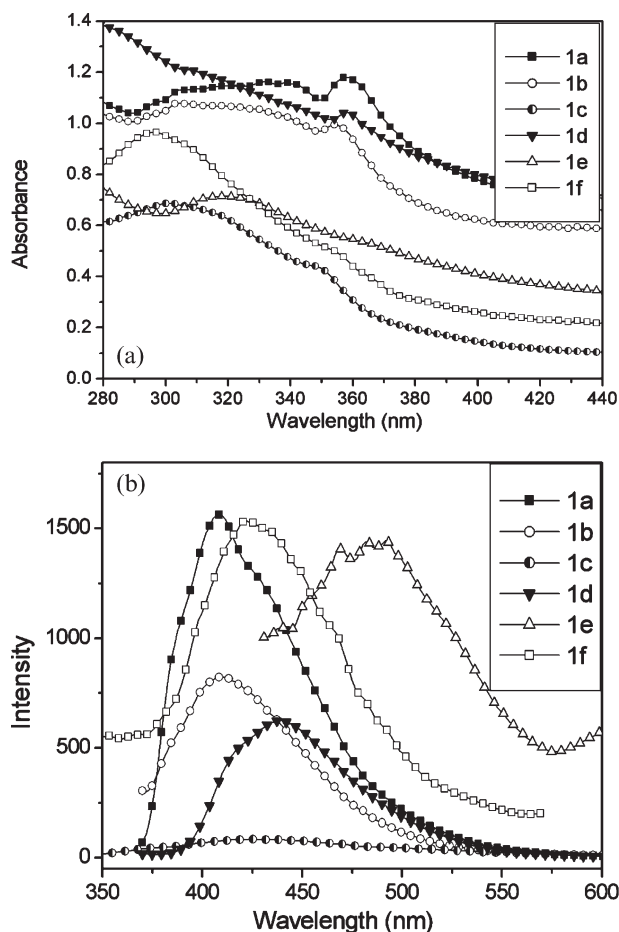 1.4
1.2
1.0
0.8
0.6
0.4
0.2
0.0
Absorbance
(a)
1a
1b
1c
1d
1e
1f
280 300 320 340 360 380 400 420 440
Wavelength (nm)
(b)
1500
1000
500
0
Intensity
1a
1b
1c
1d
1e
1f
350 400 450 500 550 600
Wavelength (nm)